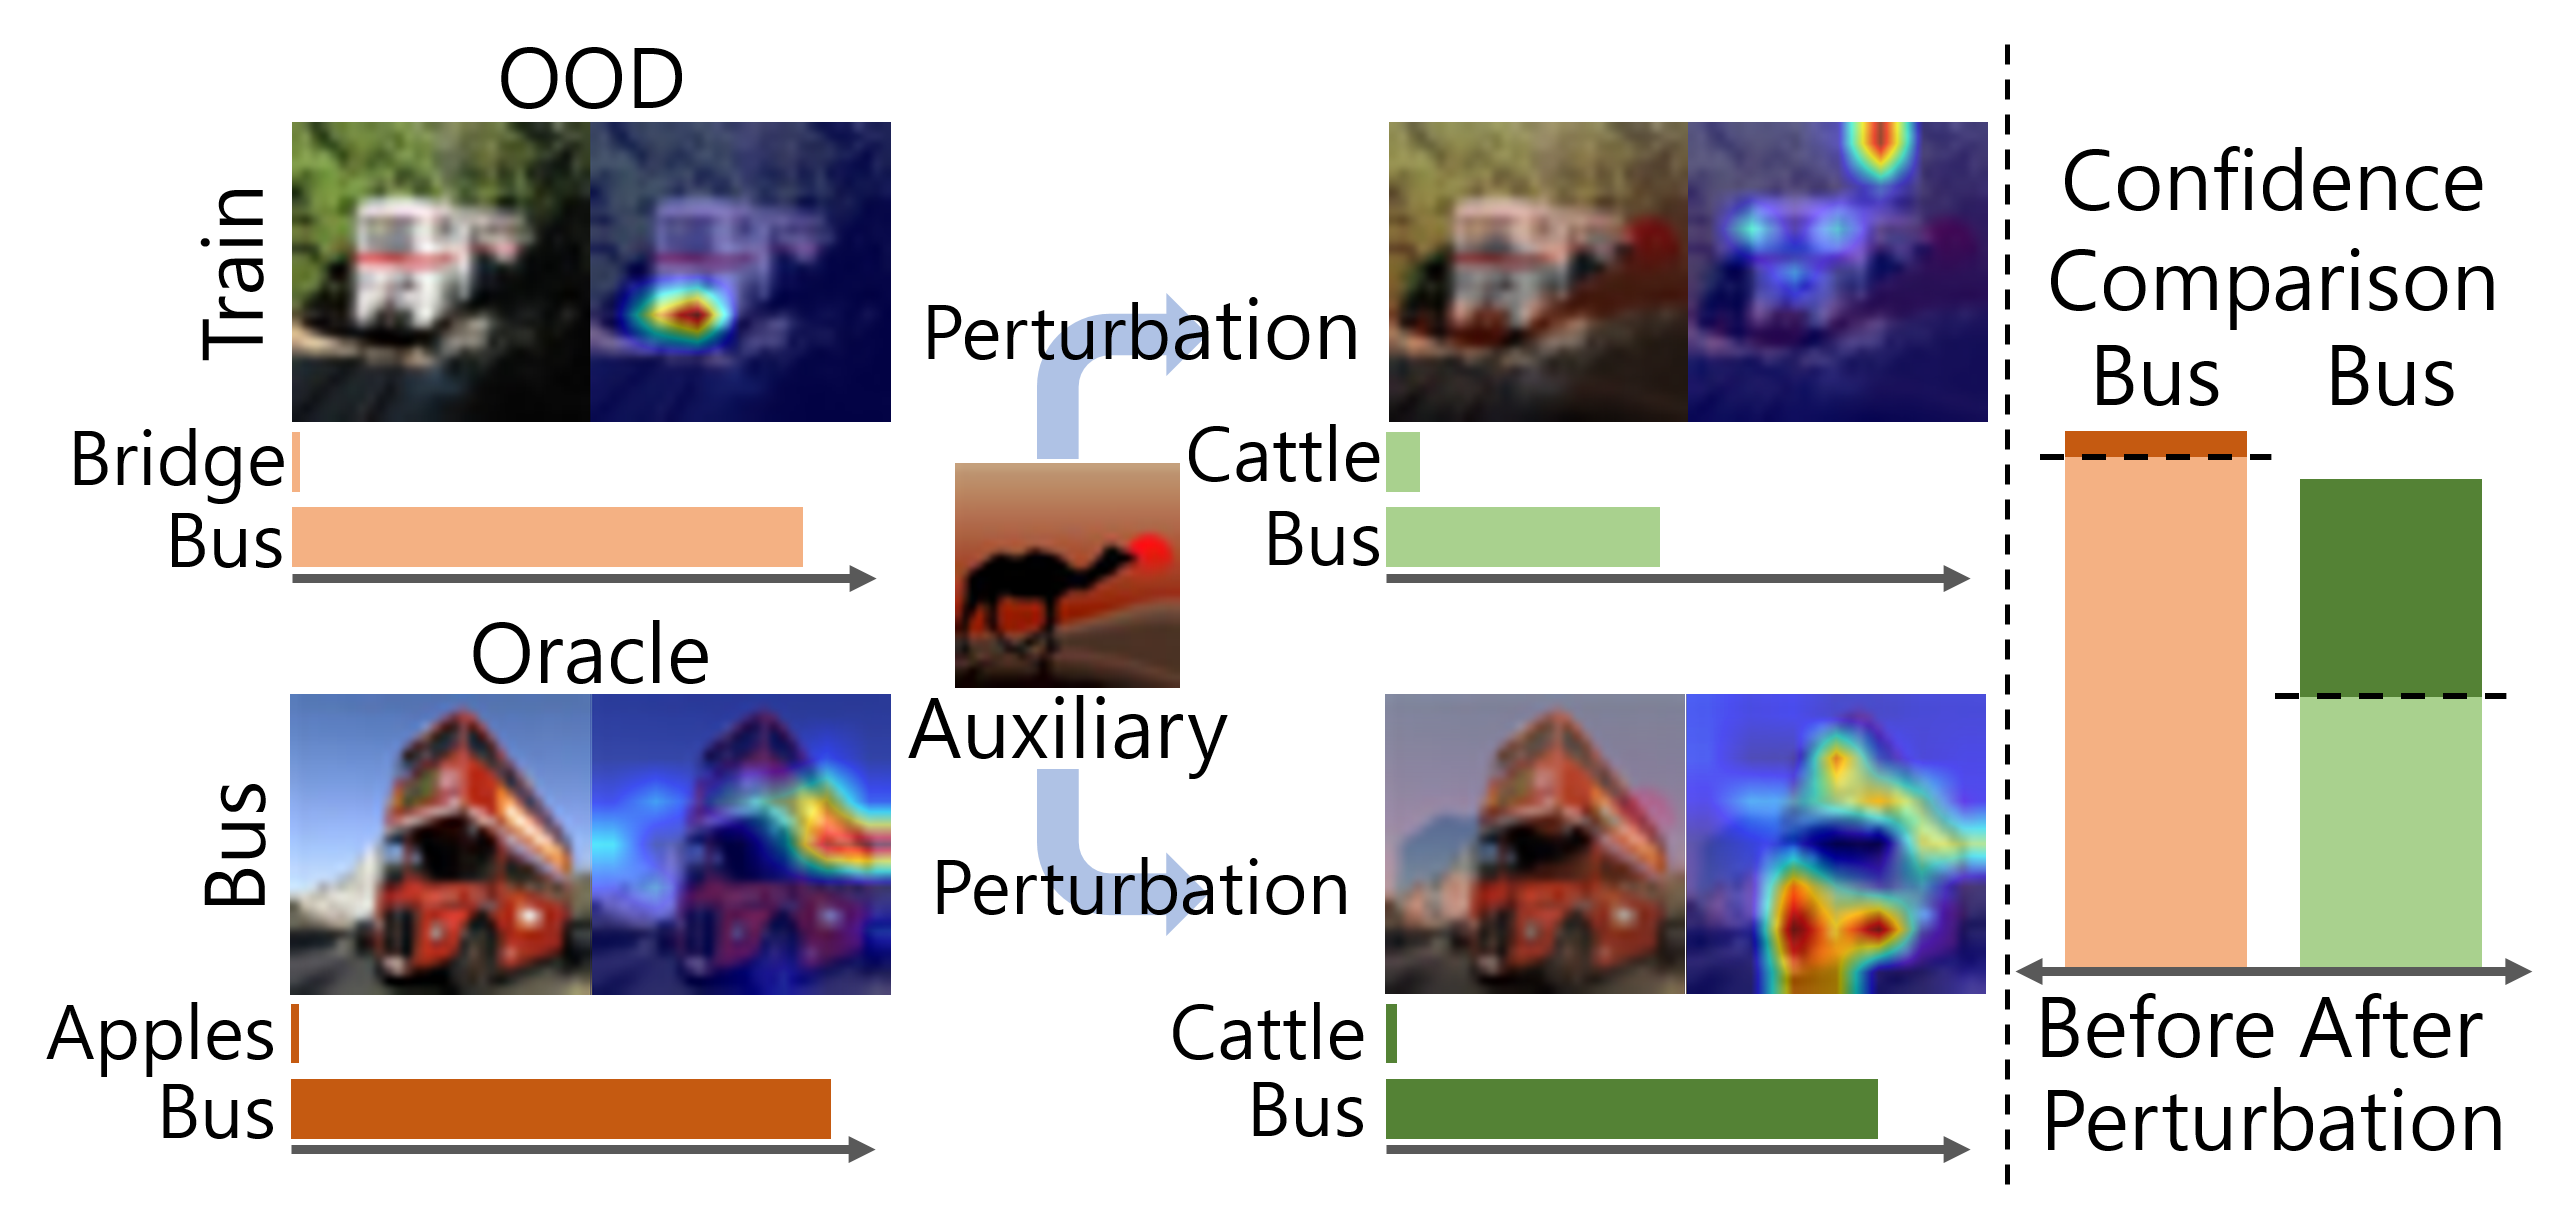 OOD
Train
Bridge
Bus
Perturbation
Cattle
Bus
Oracle
Bus
Apples
Bus
Auxiliary
Perturbation
Cattle
Bus
Confidence
Comparison
Bus Bus
Before After
Perturbation